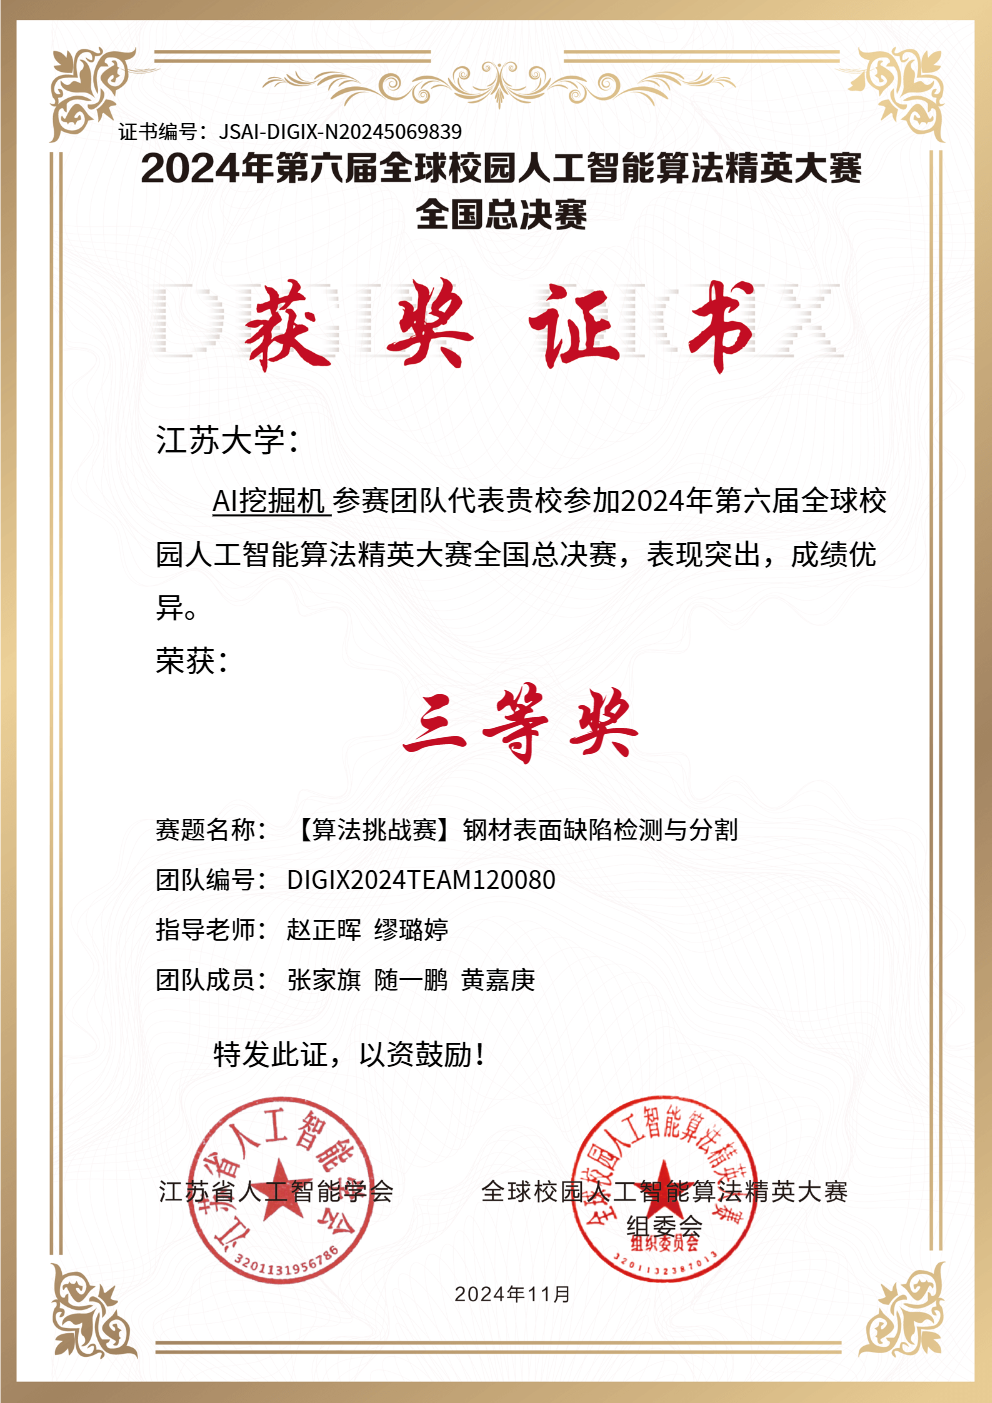 证书编号：JSAI-DIGIX-N20245069839
2024年第六届全球校园人工智能算法精英大赛
全国总决赛
DIGIX DIGIX
获奖证书
江苏大学：
AI挖掘机 参赛团队代表贵校参加2024年第六届全球校
园人工智能算法精英大赛全国总决赛，表现突出，成绩优
异。
荣获：
三等奖
赛题名称： 【算法挑战赛】钢材表面缺陷检测与分割
团队编号： DIGIX2024TEAM120080
指导老师： 赵正晖 缪璐婷
团队成员： 张家旗 随一鹏 黄嘉庚
特发此证，以资鼓励！
江苏省人工智能学会
江苏省人工智能学会
3201131956786
全球校园人工智能算法精英大赛
组委会
全球校园人工智能算法精英大赛
组织委员会
3201132387013
2024年11月